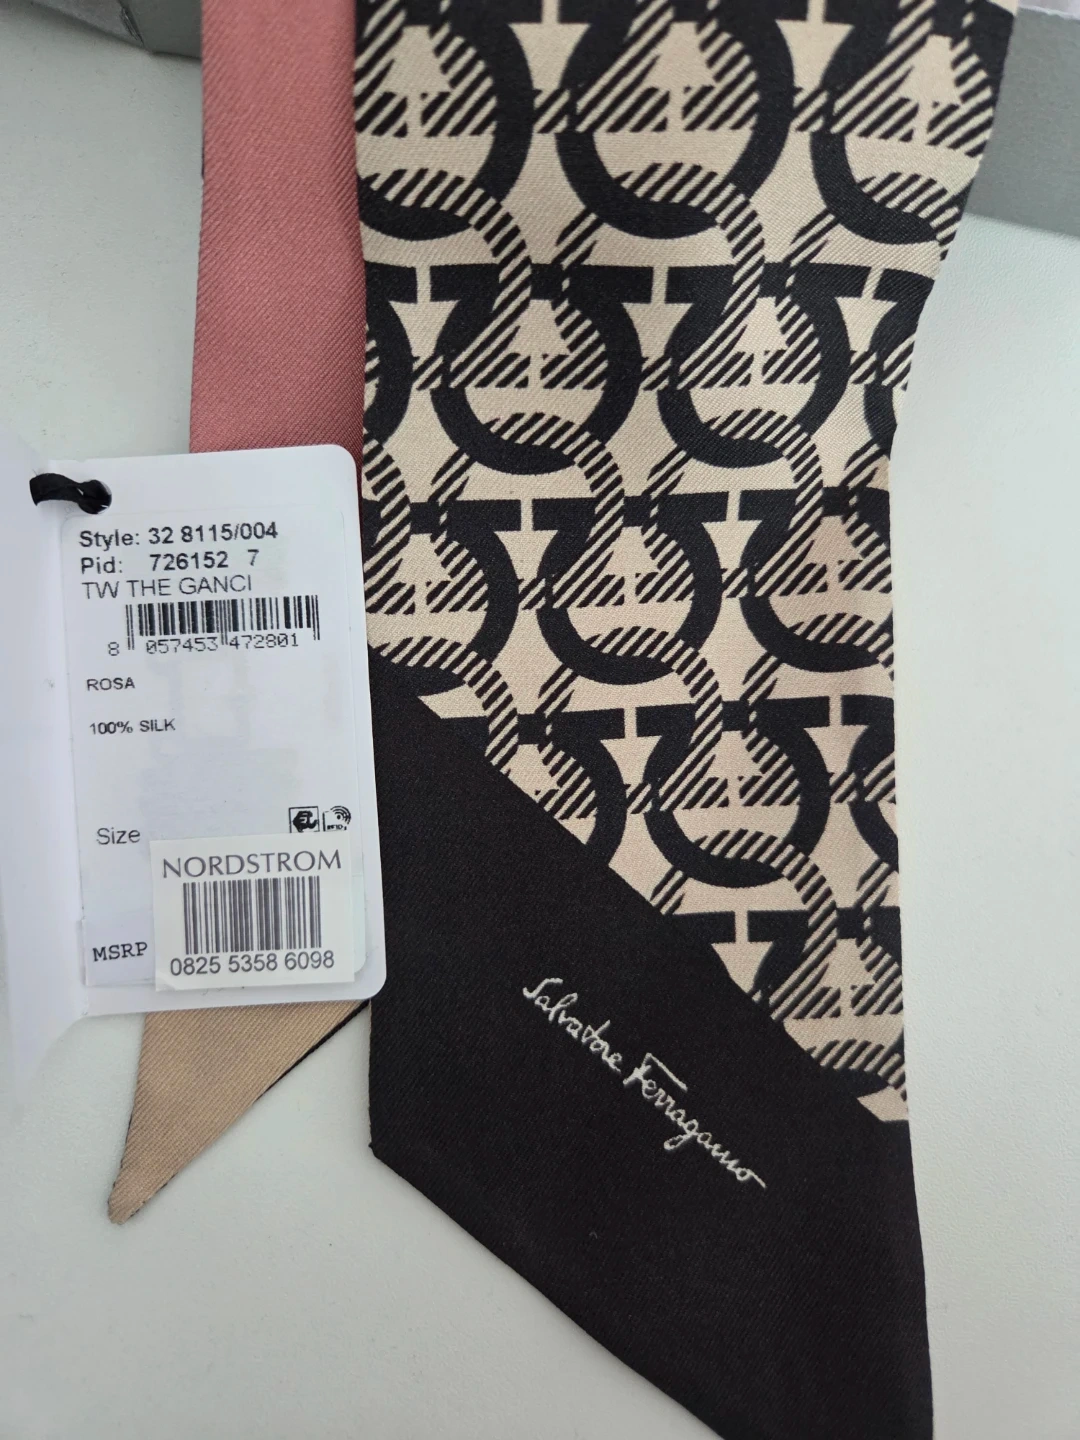 Style: 32 8115/004
Pid: 726152 7
TW THE GANCI
8 057453 472801
ROSA
100% SILK
Size
NORDSTROM
MSRP
0825 5358 6098
Salvatore Ferragamo